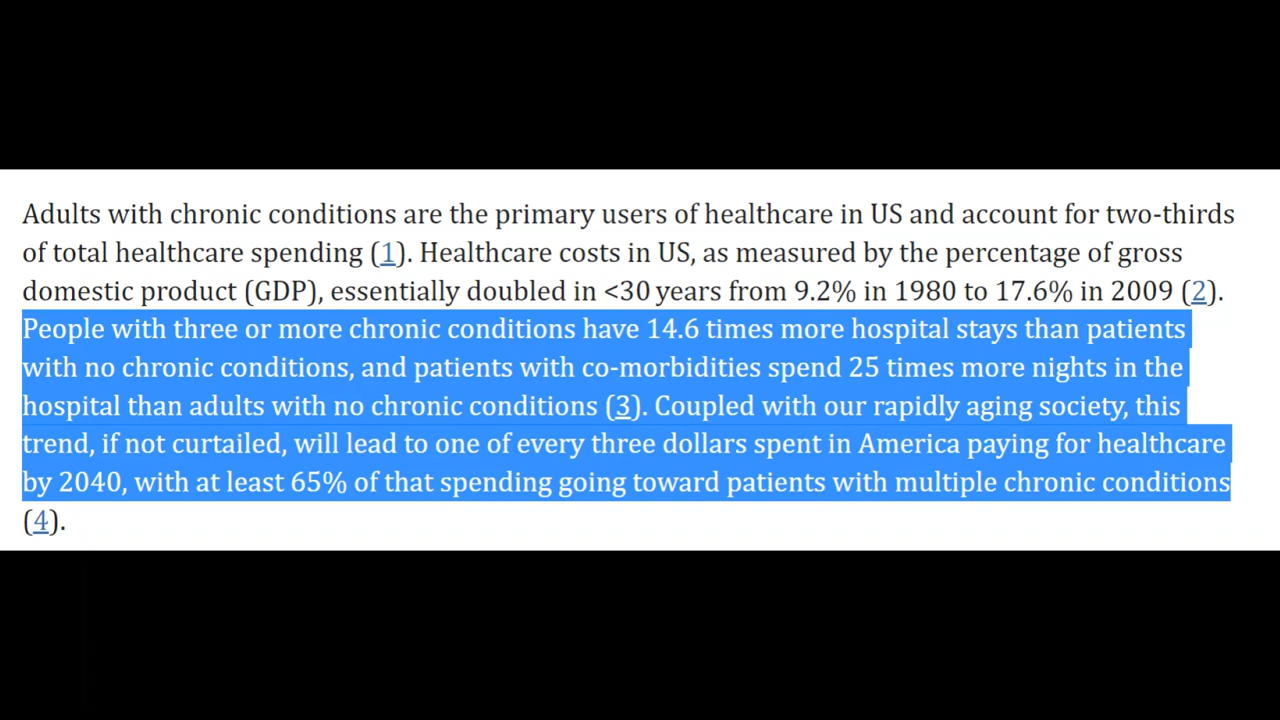 Adults with chronic conditions are the primary users of healthcare in US and account for two-thirds
of total healthcare spending (1). Healthcare costs in US, as measured by the percentage of gross
domestic product (GDP), essentially doubled in <30 years from 9.2% in 1980 to 17.6% in 2009 (2).
People with three or more chronic conditions have 14.6 times more hospital stays than patients
with no chronic conditions, and patients with co-morbidities spend 25 times more nights in the
hospital than adults with no chronic conditions (3). Coupled with our rapidly aging society, this
trend, if not curtailed, will lead to one of every three dollars spent in America paying for healthcare
by 2040, with at least 65% of that spending going toward patients with multiple chronic conditions
(4).